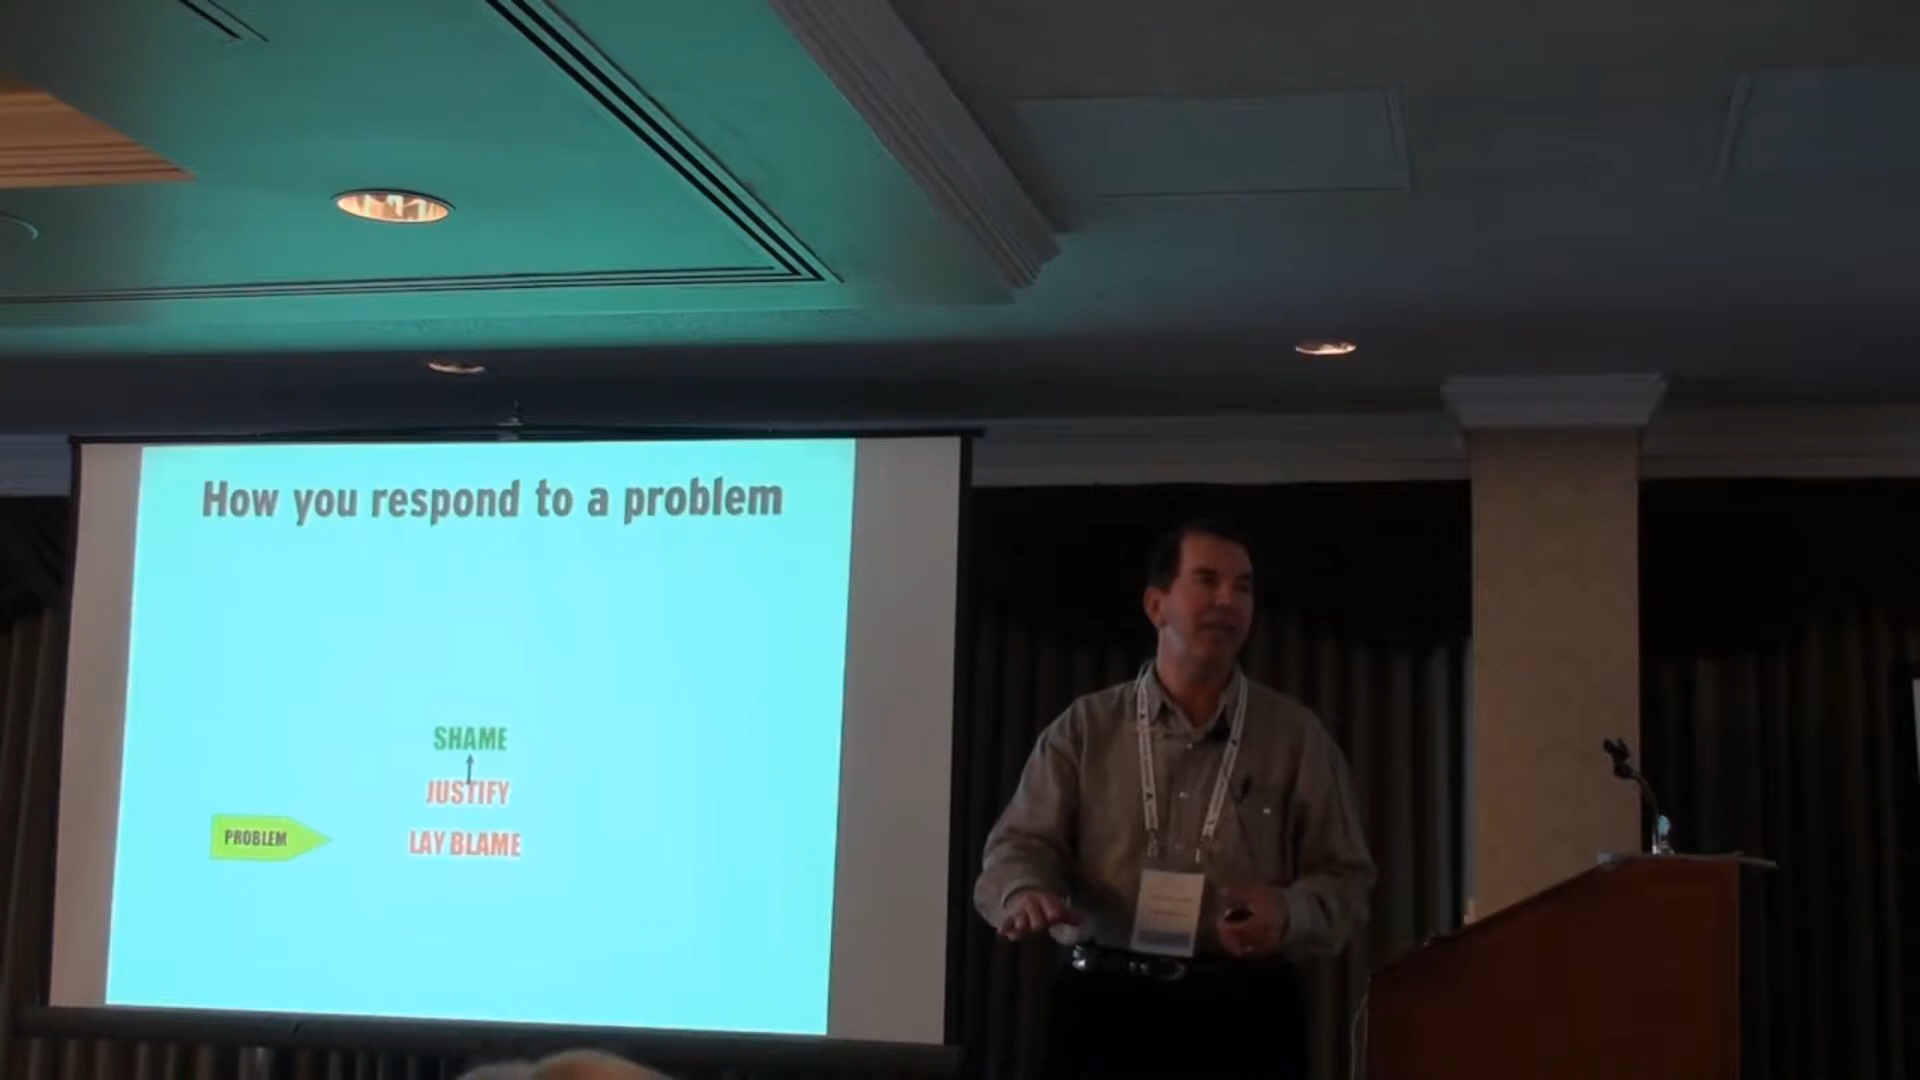 How you respond to a problem
SHAME
JUSTIFY
PROBLEM
LAY BLAME